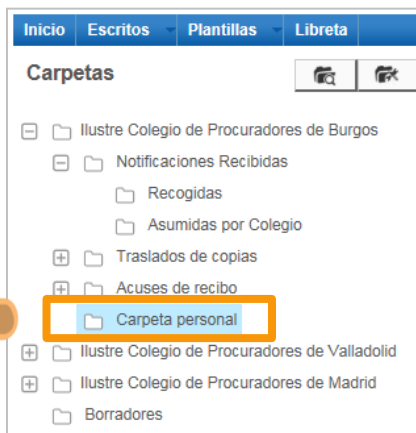 Inicio Escritos Plantillas Libreta
Carpetas
Ilustre Colegio de Procuradores de Burgos
Notificaciones Recibidas
Recogidas
Asumidas por Colegio
Traslados de copias
Acuses de recibo
Carpeta personal
Ilustre Colegio de Procuradores de Valladolid
Ilustre Colegio de Procuradores de Madrid
Borradores